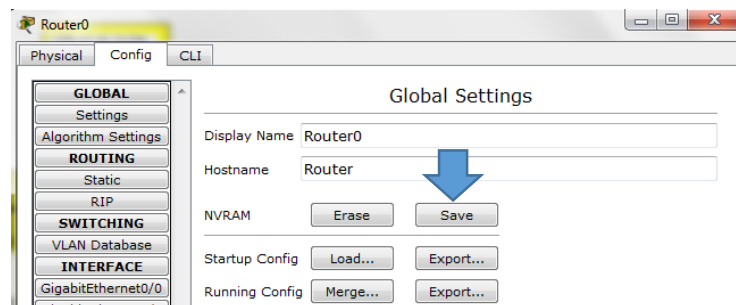 Router0
Physical Config CLI
GLOBAL
Settings
Algorithm Settings
ROUTING
Static
RIP
SWITCHING
VLAN Database
INTERFACE
GigabitEthernet0/0
Global Settings
Display Name Router0
Hostname Router
NVRAM Erase Save
Startup Config Load... Export...
Running Config Merge... Export...